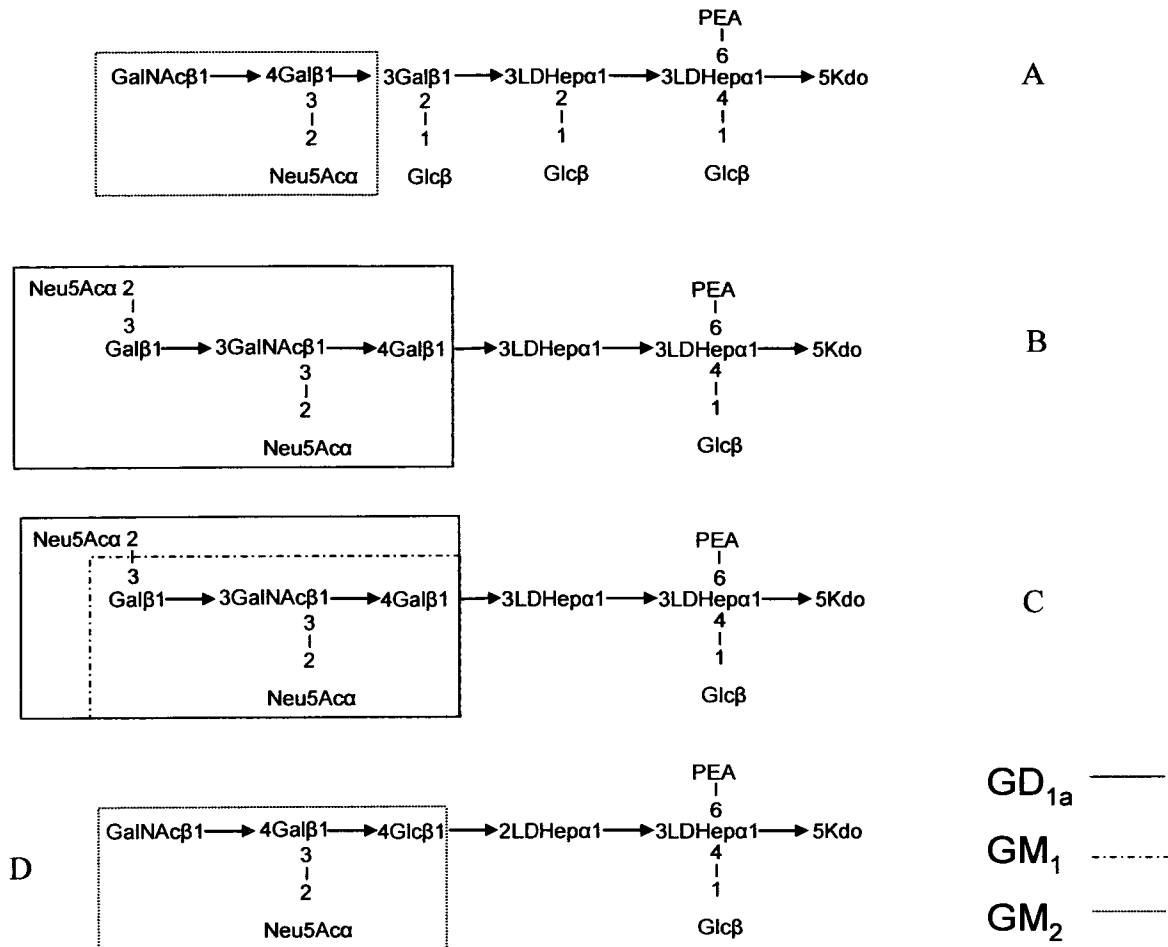 PEA
6
GalNAcβ1 4Galβ1 3Galβ1 3LDHepα1 3LDHepα1 5Kdo A
3 2 2 4
2 1 1 1
Neu5Acα Glcβ Glcβ Glcβ
Neu5Acα 2 PEA
3 6
Galβ1 3GalNAcβ1 4Galβ1 3LDHepα1 3LDHepα1 5Kdo B
3 4
2 1
Neu5Acα Glcβ
Neu5Acα 2 PEA
3 6
Galβ1 3GalNAcβ1 4Galβ1 3LDHepα1 3LDHepα1 5Kdo C
3 4
2 1
Neu5Acα Glcβ
PEA
6
GalNAcβ1 4Galβ1 4Glcβ1 2LDHepα1 3LDHepα1 5Kdo
D
3 4
2 1
Neu5Acα Glcβ
GD1a
GM1
GM2